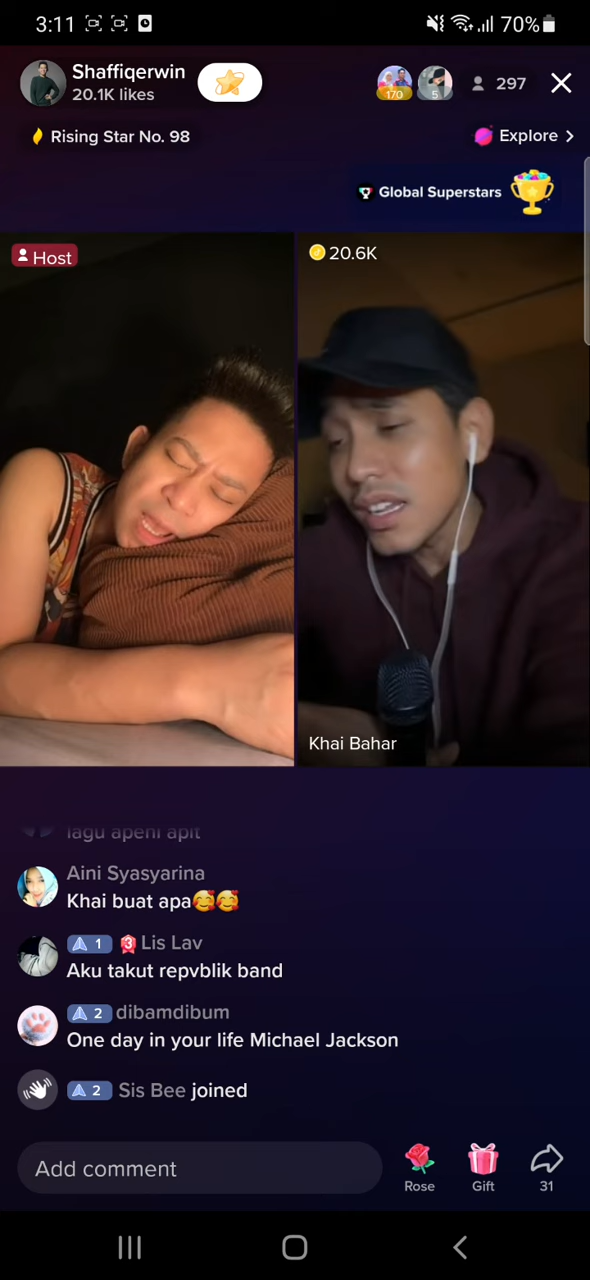 3:11
70%
Shaffiqerwin
20.1K likes
170
5
297
Rising Star No. 98
Explore
Global Superstars
Host
20.6K
Khai Bahar
lagu apeni apit
Aini Syasyarina
Khai buat apa🥰🥰
1 3 Lis Lav
Aku takut repvblik band
2 dibamdibum
One day in your life Michael Jackson
2 Sis Bee joined
Add comment
Rose
Gift
31